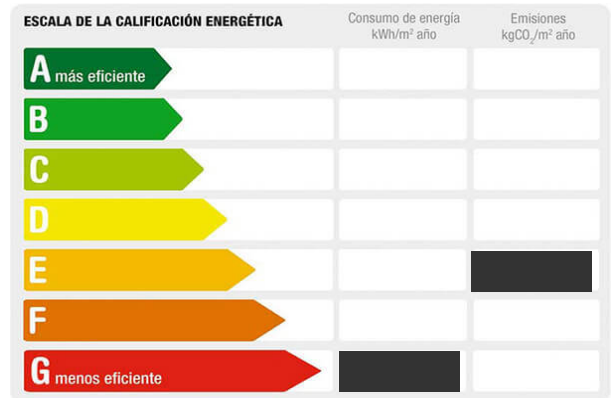 ESCALA DE LA CALIFICACIÓN ENERGÉTICA
Consumo de energía
kWh/m² año
Emisiones
kgCO₂/m² año
A más eficiente
B
C
D
E
F
G menos eficiente